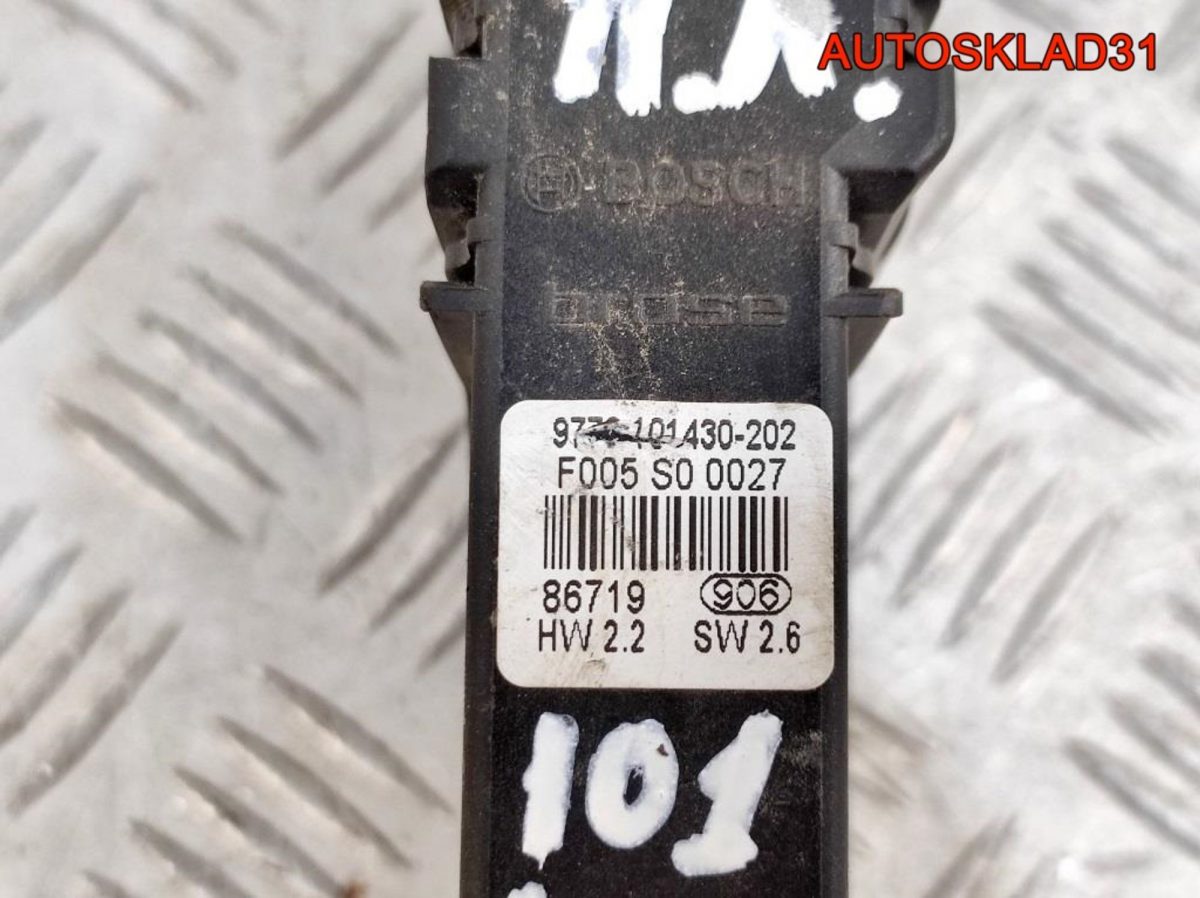 AUTOSKLAD31
BOSCH
brose
101430-202
F005 S0 0027
86719 906
HW 2.2 SW 2.6
101